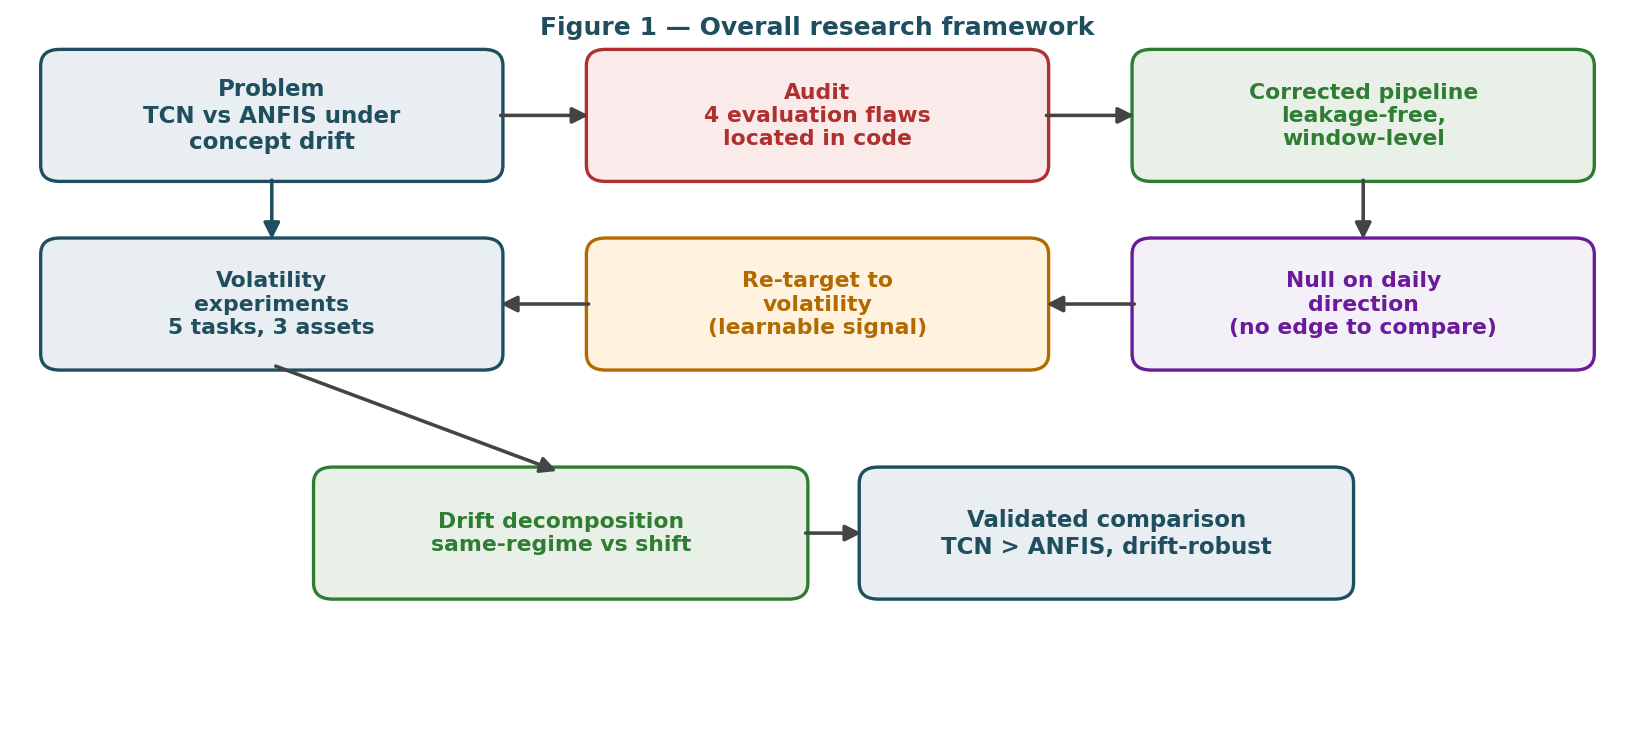 Figure 1 — Overall research framework
Problem
TCN vs ANFIS under
concept drift
Audit
4 evaluation flaws
located in code
Corrected pipeline
leakage-free,
window-level
Volatility
experiments
5 tasks, 3 assets
Re-target to
volatility
(learnable signal)
Null on daily
direction
(no edge to compare)
Drift decomposition
same-regime vs shift
Validated comparison
TCN > ANFIS, drift-robust